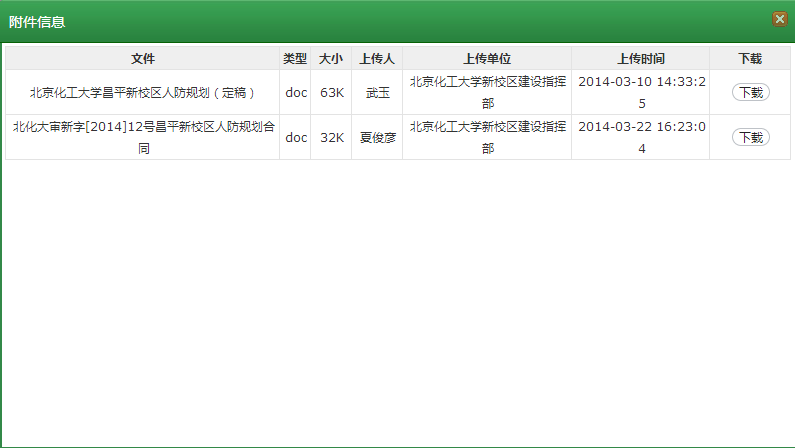 附件信息
文件 类型 大小 上传人 上传单位 上传时间 下载
北京化工大学昌平新校区人防规划（定稿） doc 63K 武玉 北京化工大学新校区建设指挥 2014-03-10 14:33:2 下载
部 5
北化大审新字[2014]12号昌平新校区人防规划合 doc 32K 夏俊彦 北京化工大学新校区建设指挥 2014-03-22 16:23:0 下载
同 部 4